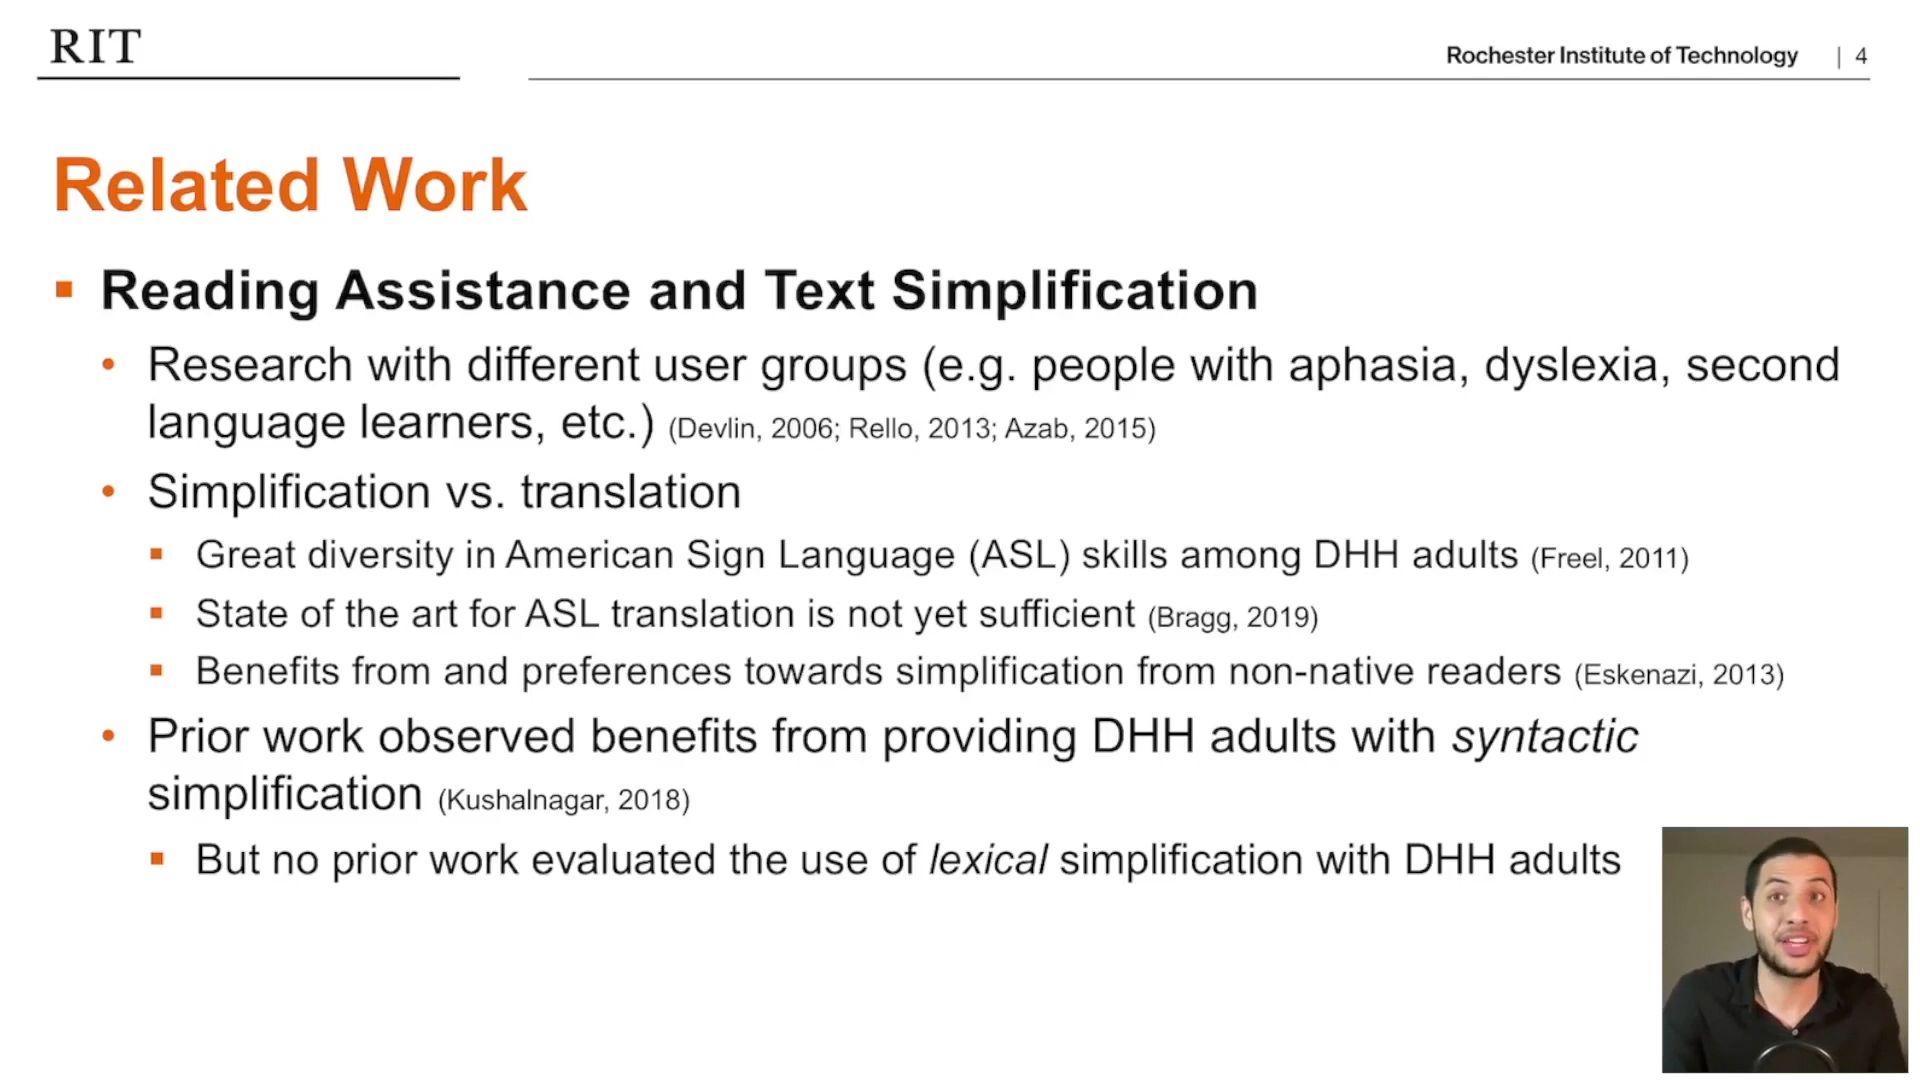 RIT
Rochester Institute of Technology | 4
Related Work
▪ Reading Assistance and Text Simplification
• Research with different user groups (e.g. people with aphasia, dyslexia, second
language learners, etc.) (Devlin, 2006; Rello, 2013; Azab, 2015)
• Simplification vs. translation
▪ Great diversity in American Sign Language (ASL) skills among DHH adults (Freel, 2011)
▪ State of the art for ASL translation is not yet sufficient (Bragg, 2019)
▪ Benefits from and preferences towards simplification from non-native readers (Eskenazi, 2013)
• Prior work observed benefits from providing DHH adults with syntactic
simplification (Kushalnagar, 2018)
▪ But no prior work evaluated the use of lexical simplification with DHH adults